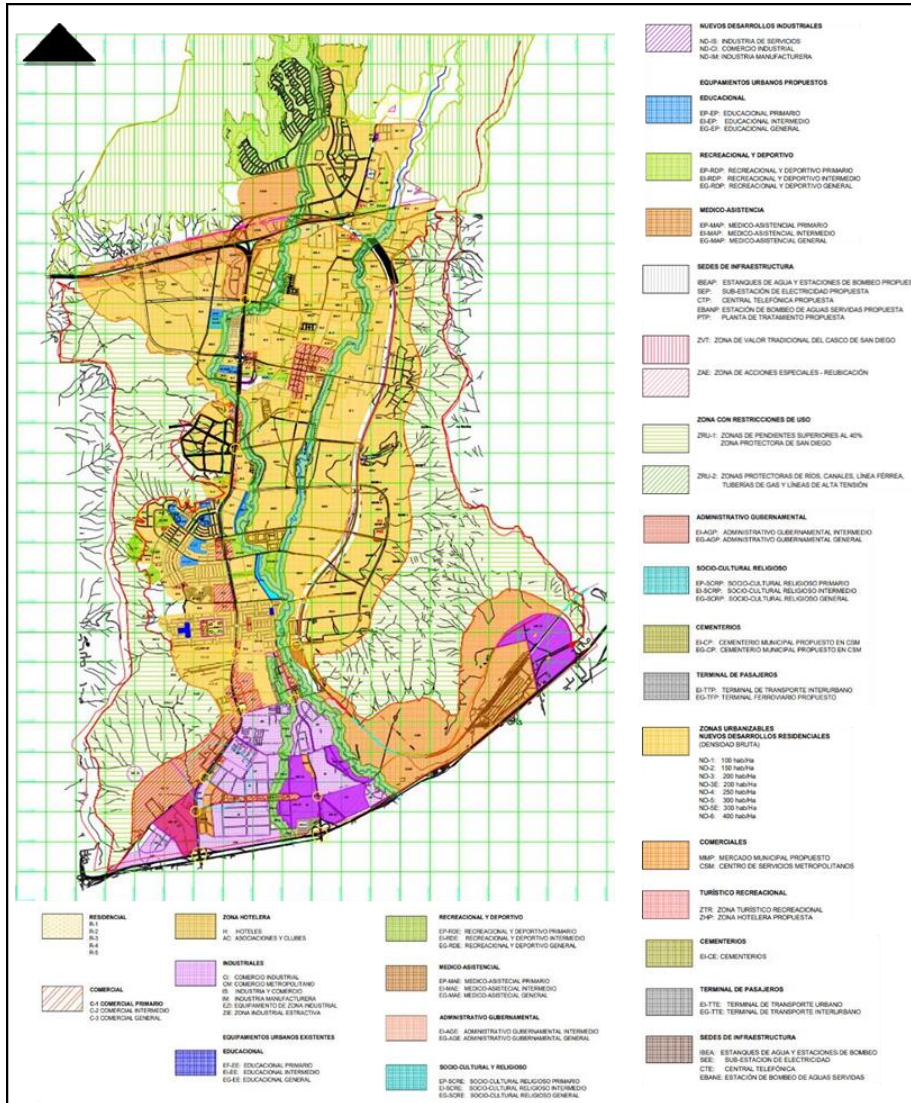 NUEVOS DESARROLLOS INDUSTRIALES
ND-IS: INDUSTRIA DE SERVICIOS
ND-CI: COMERCIO INDUSTRIAL
ND-IM: INDUSTRIA MANUFACTURERA
EQUIPAMIENTOS URBANOS PROPUESTOS
EDUCACIONAL
EP-EP: EDUCACIONAL PRIMARIO
EI-EP: EDUCACIONAL INTERMEDIO
EG-EP: EDUCACIONAL GENERAL
RECREACIONAL Y DEPORTIVO
EP-RDP: RECREACIONAL Y DEPORTIVO PRIMARIO
EI-RDP: RECREACIONAL Y DEPORTIVO INTERMEDIO
EG-RDP: RECREACIONAL Y DEPORTIVO GENERAL
MEDICO-ASISTENCIA
EP-MAP: MEDICO-ASISTENCIAL PRIMARIO
EI-MAP: MEDICO-ASISTENCIAL INTERMEDIO
EG-MAP: MEDICO-ASISTENCIAL GENERAL
SEDES DE INFRAESTRUCTURA
IBEAP: ESTANQUES DE AGUA Y ESTACIONES DE BOMBEO PROPUES
SEP: SUB-ESTACIÓN DE ELECTRICIDAD PROPUESTA
CTP: CENTRAL TELEFÓNICA PROPUESTA
EBANP: ESTACIÓN DE BOMBEO DE AGUAS SERVIDAS PROPUESTA
PTP: PLANTA DE TRATAMIENTO PROPUESTA
ZVT: ZONA DE VALOR TRADICIONAL DEL CASCO DE SAN DIEGO
ZAE: ZONA DE ACCIONES ESPECIALES - REUBICACIÓN
ZONA CON RESTRICCIONES DE USO
ZRU-1: ZONAS DE PENDIENTES SUPERIORES AL 40%
ZONA PROTECTORA DE SAN DIEGO
ZRU-2: ZONAS PROTECTORAS DE RÍOS, CANALES, LÍNEA FÉRREA,
TUBERÍAS DE GAS Y LÍNEAS DE ALTA TENSIÓN
ADMINISTRATIVO GUBERNAMENTAL
EI-AGP: ADMINISTRATIVO GUBERNAMENTAL INTERMEDIO
EG-AGP: ADMINISTRATIVO GUBERNAMENTAL GENERAL
SOCIO-CULTURAL RELIGIOSO
EP-SCRP: SOCIO-CULTURAL RELIGIOSO PRIMARIO
EI-SCRP: SOCIO-CULTURAL RELIGIOSO INTERMEDIO
EG-SCRP: SOCIO-CULTURAL RELIGIOSO GENERAL
CEMENTERIOS
EI-CP: CEMENTERIO MUNICIPAL PROPUESTO EN CSM
EG-CP: CEMENTERIO MUNICIPAL PROPUESTO EN CSM
TERMINAL DE PASAJEROS
EI-TTP: TERMINAL DE TRANSPORTE INTERURBANO
EG-TFP: TERMINAL FERROVIARIO PROPUESTO
ZONAS URBANIZABLES
NUEVOS DESARROLLOS RESIDENCIALES
(DENSIDAD BRUTA)
ND-1: 100 hab/Ha
ND-2: 150 hab/Ha
ND-3: 200 hab/Ha
ND-3E: 200 hab/Ha
ND-4: 250 hab/Ha
ND-5: 300 hab/Ha
ND-5E: 300 hab/Ha
ND-6: 400 hab/Ha
COMERCIALES
MMP: MERCADO MUNICIPAL PROPUESTO
CSM: CENTRO DE SERVICIOS METROPOLITANOS
TURÍSTICO RECREACIONAL
ZTR: ZONA TURÍSTICO RECREACIONAL
ZHP: ZONA HOTELERA PROPUESTA
CEMENTERIOS
EI-CE: CEMENTERIOS
TERMINAL DE PASAJEROS
EI-TTE: TERMINAL DE TRANSPORTE URBANO
EG-TTE: TERMINAL DE TRANSPORTE INTERURBANO
SEDES DE INFRAESTRUCTURA
IBEA: ESTANQUES DE AGUA Y ESTACIONES DE BOMBEO
SEE: SUB-ESTACION DE ELECTRICIDAD
CTE: CENTRAL TELEFÓNICA
EBANE: ESTACIÓN DE BOMBEO DE AGUAS SERVIDAS
RESIDENCIAL
R-1
R-2
R-3
R-4
R-5
COMERCIAL
C-1 COMERCIAL PRIMARIO
C-2 COMERCIAL INTERMEDIO
C-3 COMERCIAL GENERAL
ZONA HOTELERA
H: HOTELES
AC: ASOCIACIONES Y CLUBES
INDUSTRIALES
CI: COMERCIO INDUSTRIAL
CM: COMERCIO METROPOLITANO
IS: INDUSTRIA Y COMERCIO
IM: INDUSTRIA MANUFACTURERA
EZI: EQUIPAMIENTO DE ZONA INDUSTRIAL
ZIE: ZONA INDUSTRIAL ESTRACTIVA
EQUIPAMIENTOS URBANOS EXISTENTES
EDUCACIONAL
EF-EE: EDUCACIONAL PRIMARIO
EI-EE: EDUCACIONAL INTERMEDIO
EG-EE: EDUCACIONAL GENERAL
RECREACIONAL Y DEPORTIVO
EP-RDE: RECREACIONAL Y DEPORTIVO PRIMARIO
EI-RDE: RECREACIONAL Y DEPORTIVO INTERMEDIO
EG-RDE: RECREACIONAL Y DEPORTIVO GENERAL
MEDICO-ASISTENCIAL
EP-MAE: MEDICO-ASISTECIAL PRIMARIO
EI-MAE: MEDICO-ASISTECIAL INTERMEDIO
EG-MAE: MEDICO-ASISTECIAL GENERAL
ADMINISTRATIVO GUBERNAMENTAL
EI-AGE: ADMINISTRATIVO GUBERNAMENTAL INTERMEDIO
EG-AGE: ADMINISTRATIVO GUBERNAMENTAL GENERAL
SOCIO-CULTURAL Y RELIGIOSO
EP-SCRE: SOCIO-CULTURAL RELIGIOSO PRIMARIO
EI-SCRE: SOCIO-CULTURAL RELIGIOSO INTERMEDIO
EG-SCRE: SOCIO-CULTURAL RELIGIOSO GENERAL